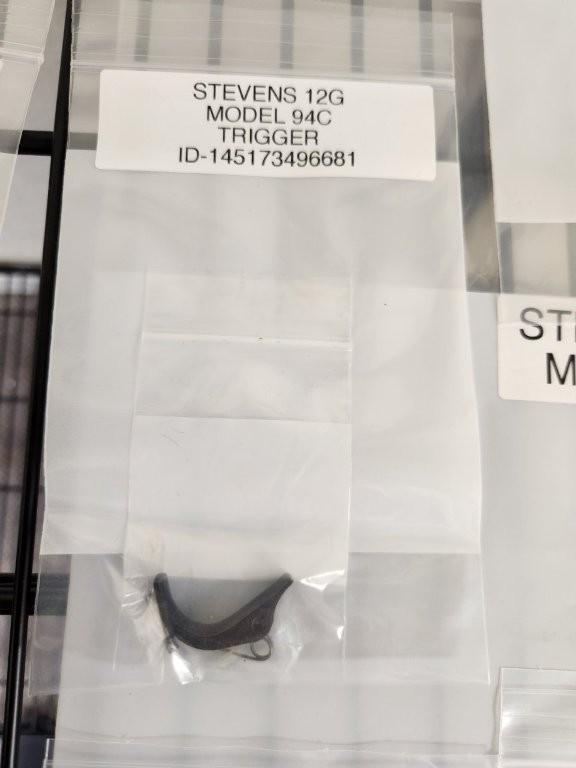 STEVENS 12G
MODEL 94C
TRIGGER
ID-145173496681